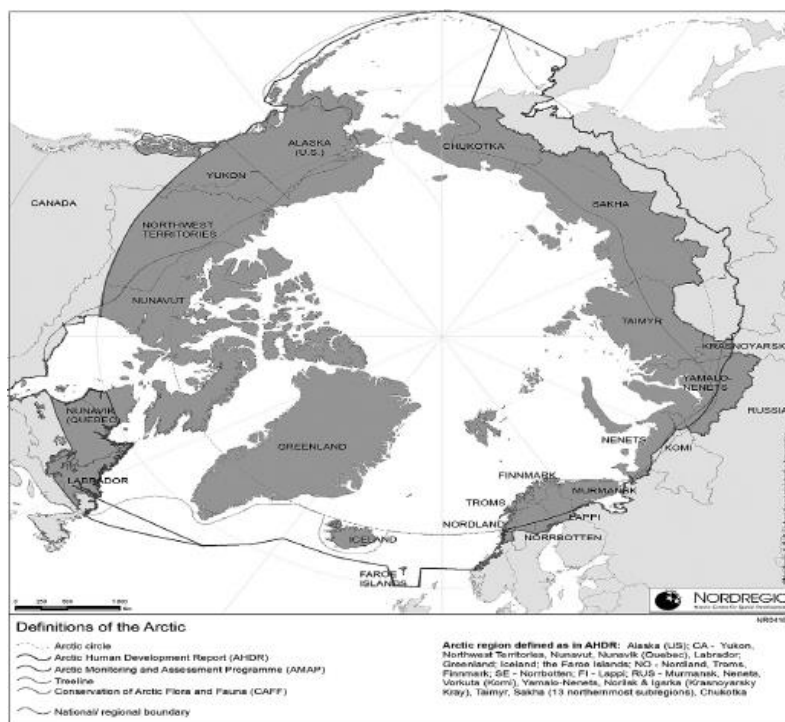 ALASKA
(U.S.)
CHUKOTKA
YUKON
CANADA
SAKHA
NORTHWEST
TERRITORIES
NUNAVUT
TAIMYR
KRASNOYARSK
YAMALO-
NENETS
NUNAVIK
(QUEBEC)
RUSSIA
NENETS
KOMI
GREENLAND
LABRADOR
FINNMARK
MURMANSK
TROMS
LAPPI
NORDLAND
NORRBOTTEN
ICELAND
FAROE
ISLANDS
NORDREGIO
Definitions of the Arctic
Arctic circle
Arctic Human Development Report (AHDR)
Arctic Monitoring and Assessment Programme (AMAP)
Treeline
Conservation of Arctic Flora and Fauna (CAFF)
National/ regional boundary
Arctic region defined as in AHDR: Alaska (US); CA - Yukon,
Northwest Territories, Nunavut, Nunavik (Quebec), Labrador;
Greenland; Iceland; the Faroe Islands; NO - Nordland, Troms,
Finnmark; SE - Norrbotten; FI - Lappi; RUS - Murmansk, Nenets,
Vorkuta (Komi), Yamalo-Nenets, Norilsk & Igarka (Krasnoyarsky
Kray), Taimyr, Sakha (13 northernmost subregions), Chukotka